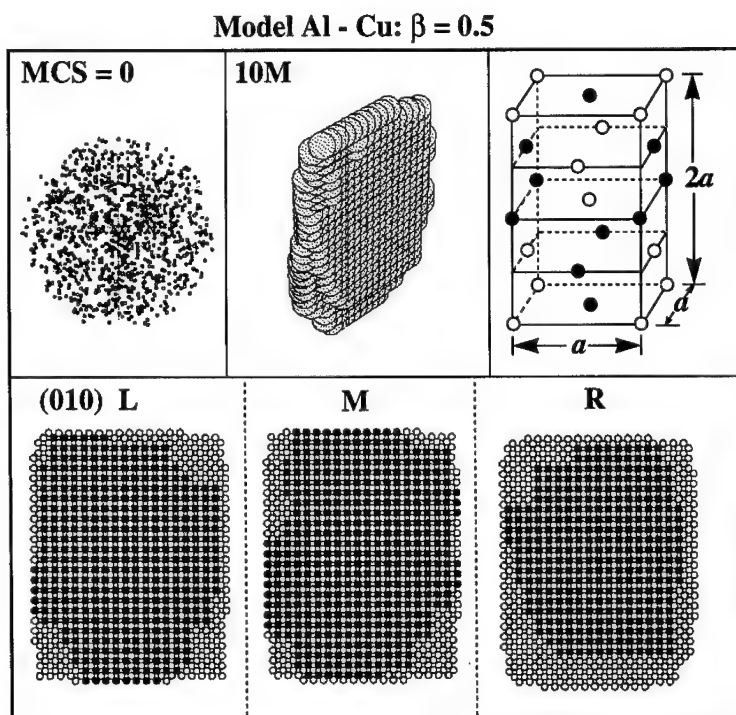 Model Al - Cu: β = 0.5
MCS = 0
10M
2a
a
a
(010) L
M
R